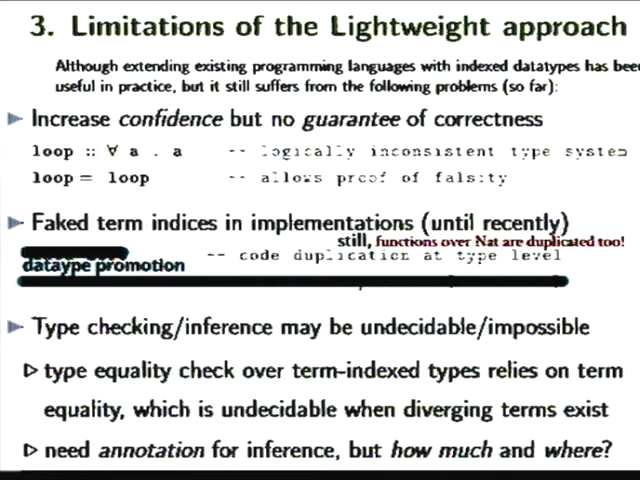 3. Limitations of the Lightweight approach
Although extending existing programming languages with indexed datatypes has been
useful in practice, but it still suffers from the following problems (so far):
Increase confidence but no guarantee of correctness
loop :: ∀ a . a -- logically inconsistent type system
loop = loop -- allows proof of falsity
Faked term indices in implementations (until recently)
still, functions over Nat are duplicated too!
-- code duplication at type level
dataype promotion
Type checking/inference may be undecidable/impossible
type equality check over term-indexed types relies on term
equality, which is undecidable when diverging terms exist
need annotation for inference, but how much and where?